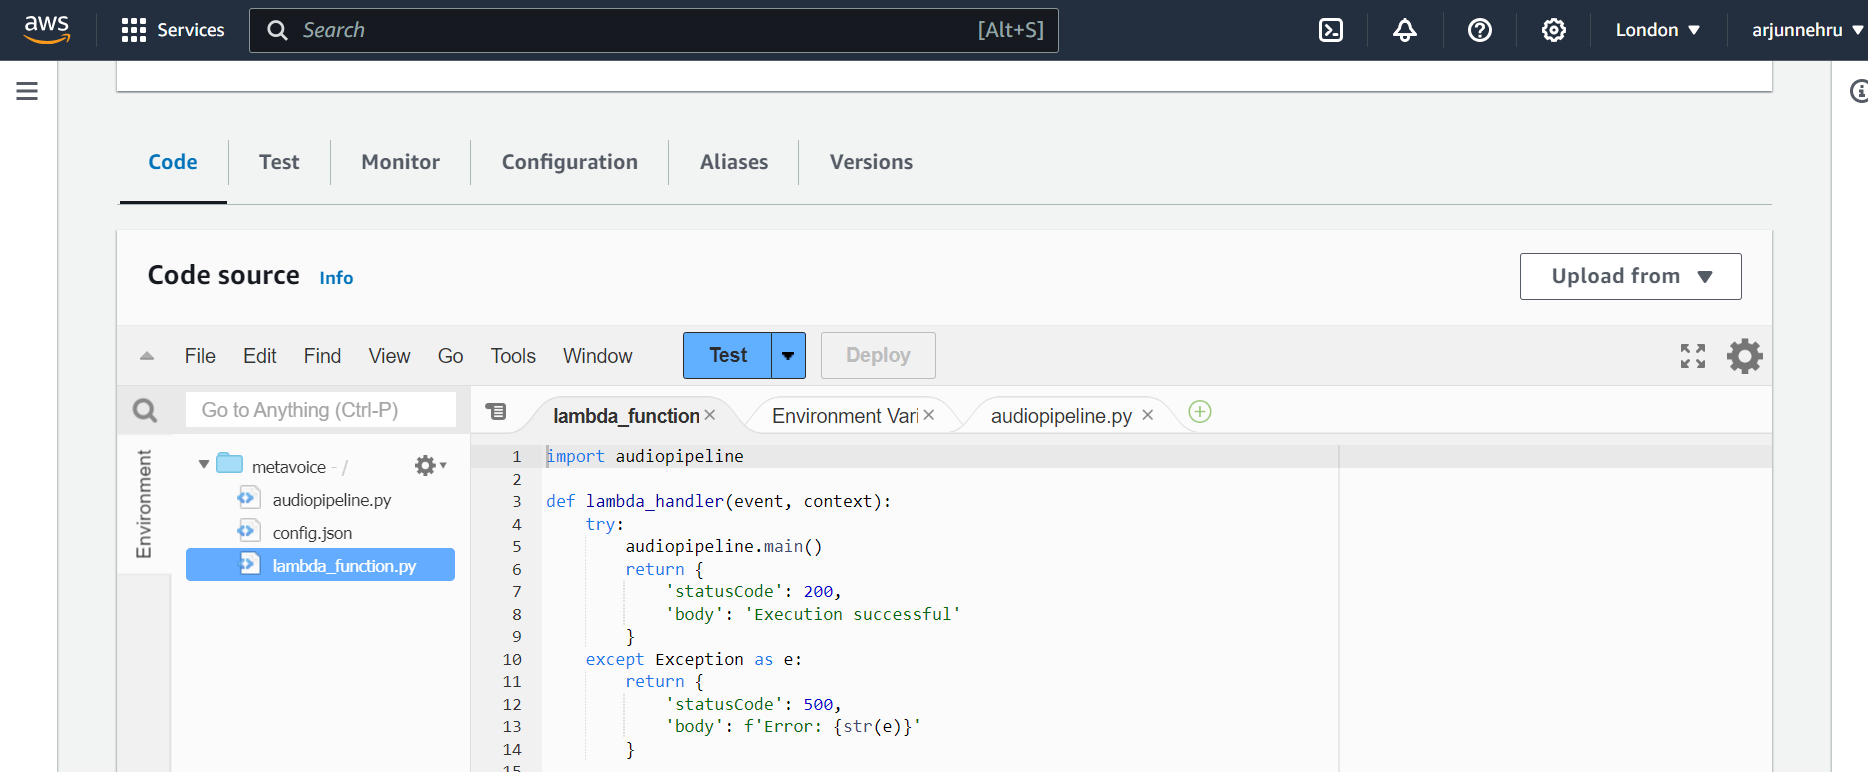 aws Services Search [Alt+S] London arjunnehru
Code Test Monitor Configuration Aliases Versions
Code source Info Upload from
File Edit Find View Go Tools Window Test Deploy
Go to Anything (Ctrl-P) lambda_function Environment Vari audiopipeline.py
Environment
metavoice - /
audiopipeline.py
config.json
lambda_function.py
1 import audiopipeline
2
3 def lambda_handler(event, context):
4 try:
5 audiopipeline.main()
6 return {
7 'statusCode': 200,
8 'body': 'Execution successful'
9 }
10 except Exception as e:
11 return {
12 'statusCode': 500,
13 'body': f'Error: {str(e)}'
14 }
15